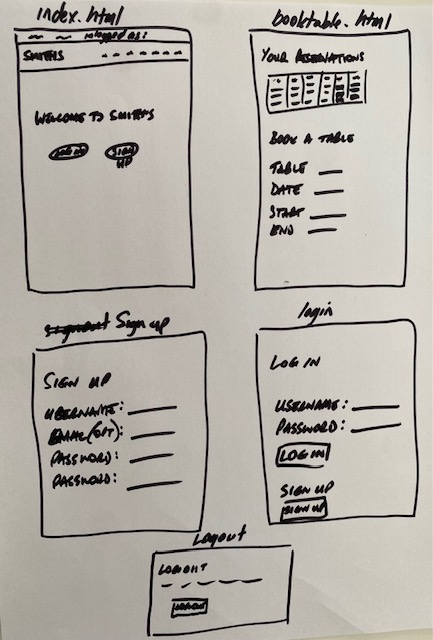 index.html
logged as:
SMITHS
WELCOME TO SMITHS
LOG IN
SIGN UP
booktable.html
YOUR RESERVATIONS
BOOK A TABLE
TABLE
DATE
START
END
Sign up
SIGN UP
USERNAME:
EMAIL (OPT):
PASSWORD:
PASSWORD:
login
LOG IN
USERNAME:
PASSWORD:
LOG IN
SIGN UP
SIGN UP
Logout
LOGOUT
LOGOUT